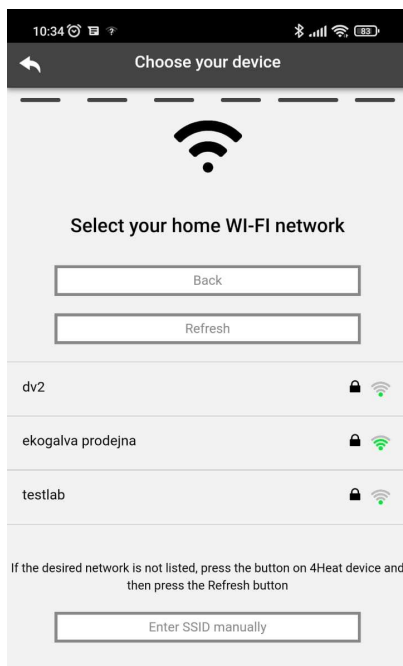 10:34
83
Choose your device
Select your home WI-FI network
Back
Refresh
dv2
ekogalva prodejna
testlab
If the desired network is not listed, press the button on 4Heat device and
then press the Refresh button
Enter SSID manually